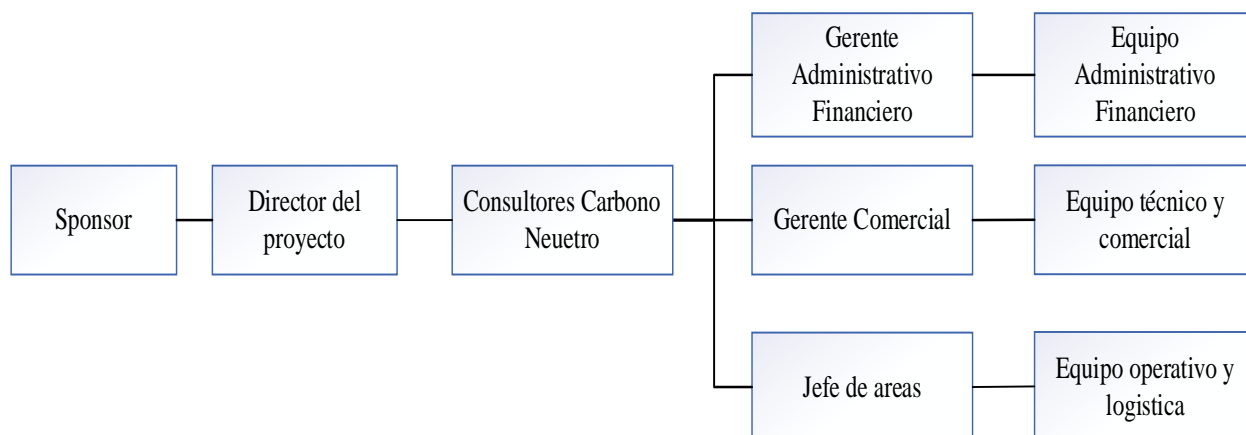 Gerente
Administrativo
Financiero
Equipo
Administrativo
Financiero
Sponsor
Director del
proyecto
Consultores Carbono
Neuetro
Gerente Comercial
Equipo técnico y
comercial
Jefe de areas
Equipo operativo y
logistica